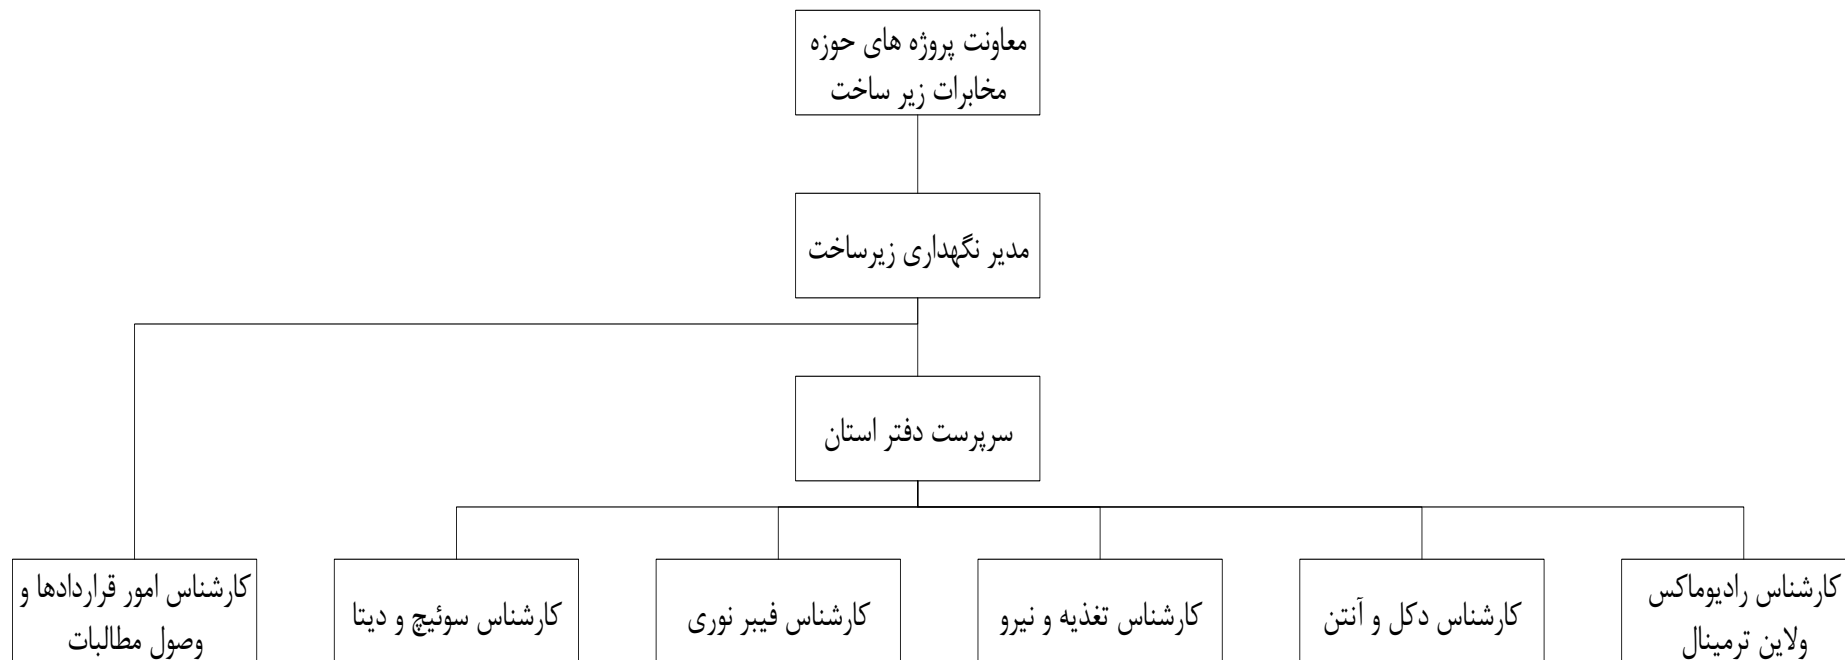 معاونت پروژه های حوزه
مخابرات زیر ساخت
مدیر نگهداری زیرساخت
سرپرست دفتر استان
کارشناس رادیوماکس
ولاین ترمینال
کارشناس دکل و آنتن
کارشناس تغذیه و نیرو
کارشناس فیبر نوری
کارشناس سوئیچ و دیتا
کارشناس امور قراردادها و
وصول مطالبات